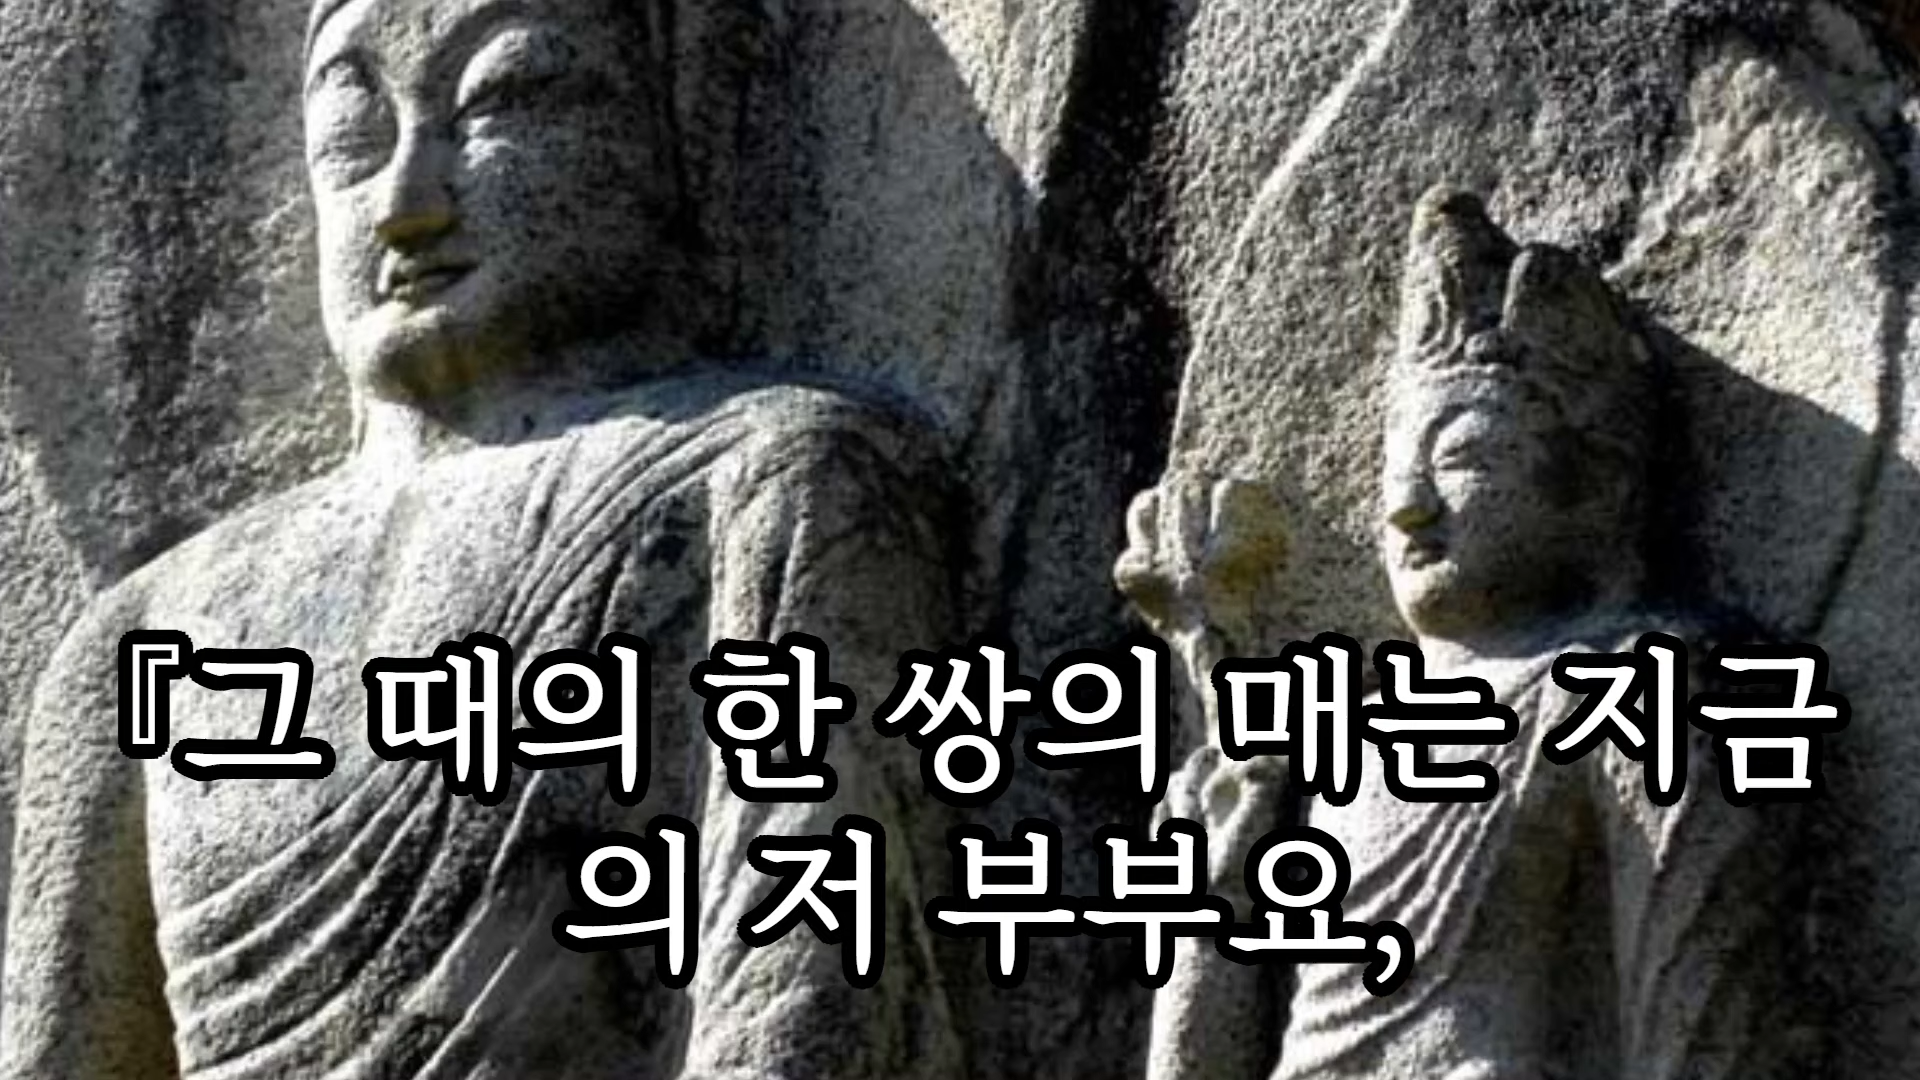 『그 때의 한 쌍의 매는 지금
의 저 부부요,